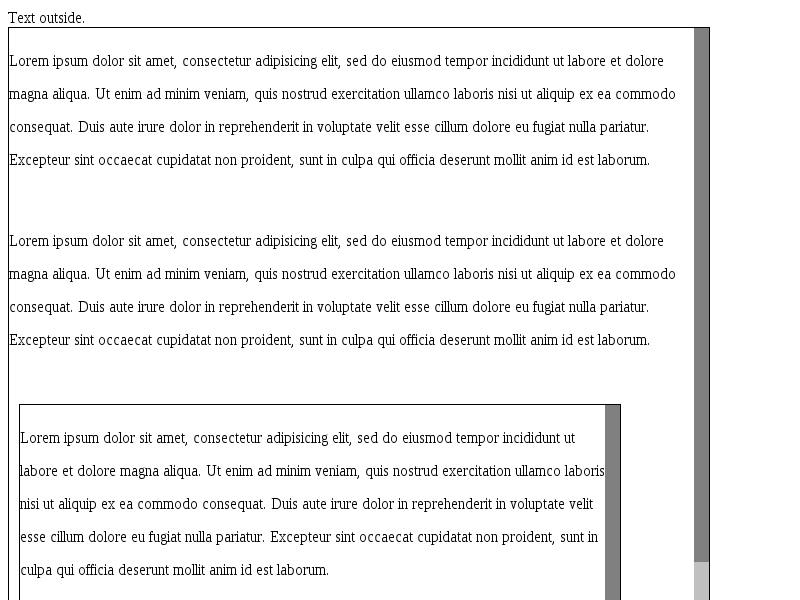 Text outside.
Lorem ipsum dolor sit amet, consectetur adipisicing elit, sed do eiusmod tempor incididunt ut labore et dolore
magna aliqua. Ut enim ad minim veniam, quis nostrud exercitation ullamco laboris nisi ut aliquip ex ea commodo
consequat. Duis aute irure dolor in reprehenderit in voluptate velit esse cillum dolore eu fugiat nulla pariatur.
Excepteur sint occaecat cupidatat non proident, sunt in culpa qui officia deserunt mollit anim id est laborum.
Lorem ipsum dolor sit amet, consectetur adipisicing elit, sed do eiusmod tempor incididunt ut labore et dolore
magna aliqua. Ut enim ad minim veniam, quis nostrud exercitation ullamco laboris nisi ut aliquip ex ea commodo
consequat. Duis aute irure dolor in reprehenderit in voluptate velit esse cillum dolore eu fugiat nulla pariatur.
Excepteur sint occaecat cupidatat non proident, sunt in culpa qui officia deserunt mollit anim id est laborum.
Lorem ipsum dolor sit amet, consectetur adipisicing elit, sed do eiusmod tempor incididunt ut
labore et dolore magna aliqua. Ut enim ad minim veniam, quis nostrud exercitation ullamco laboris
nisi ut aliquip ex ea commodo consequat. Duis aute irure dolor in reprehenderit in voluptate velit
esse cillum dolore eu fugiat nulla pariatur. Excepteur sint occaecat cupidatat non proident, sunt in
culpa qui officia deserunt mollit anim id est laborum.